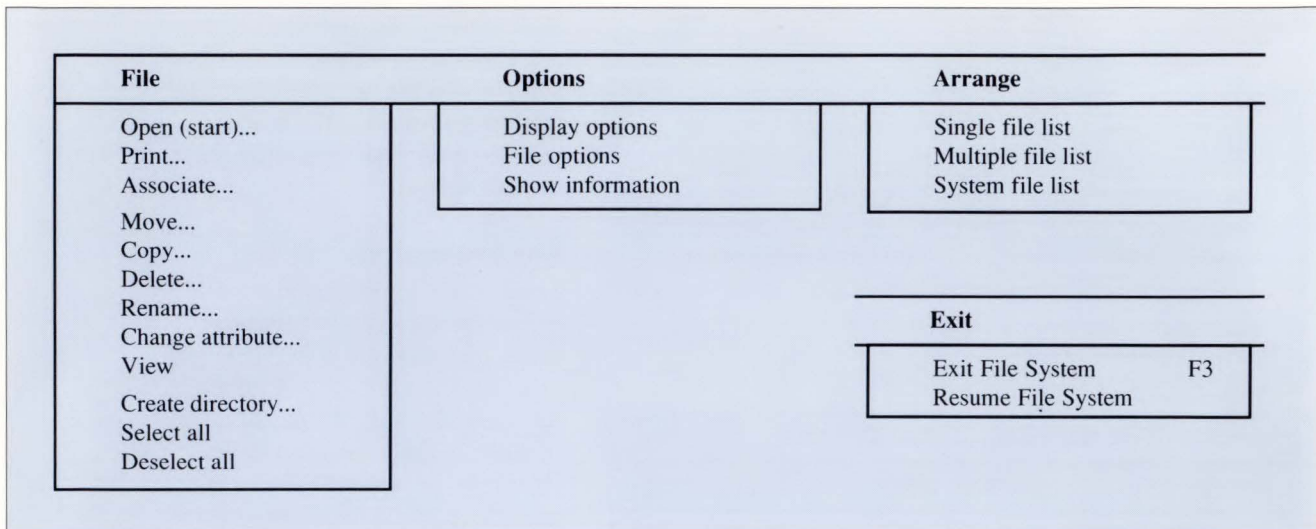 File
Open (start)...
Print...
Associate...
Move...
Copy...
Delete...
Rename...
Change attribute...
View
Create directory...
Select all
Deselect all
Options
Display options
File options
Show information
Arrange
Single file list
Multiple file list
System file list
Exit
Exit File System F3
Resume File System